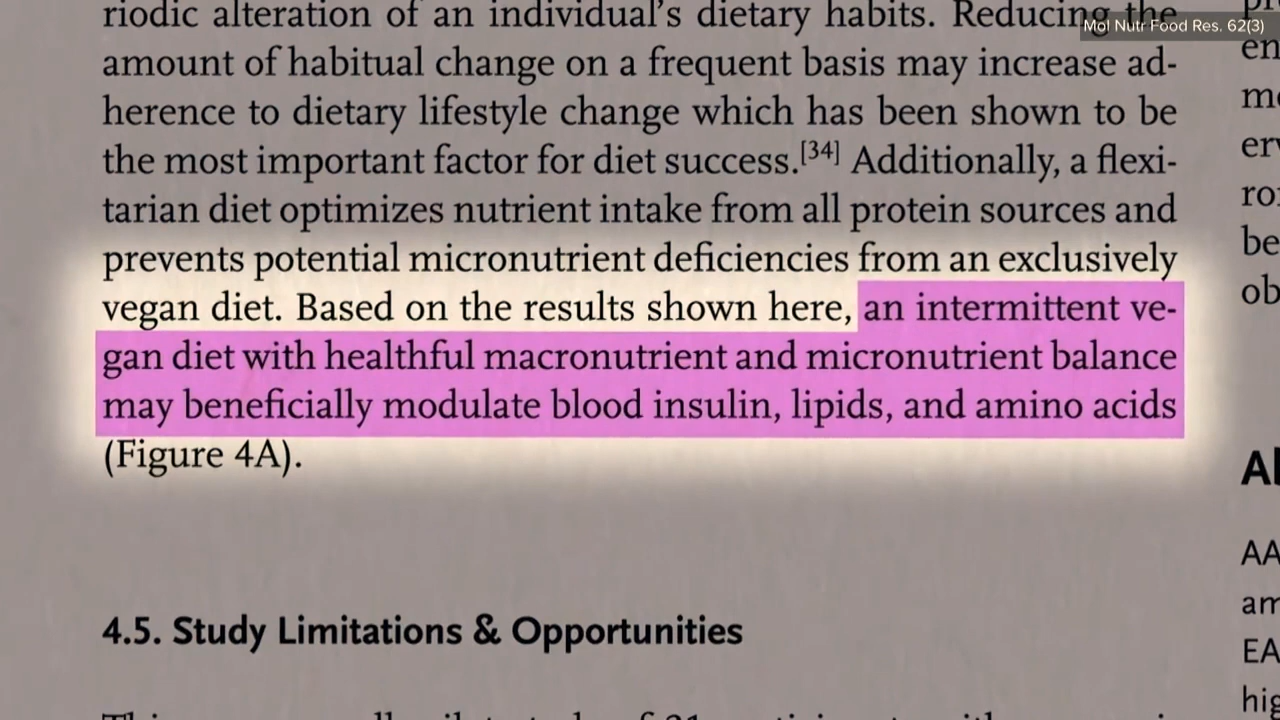 riodic alteration of an individual's dietary habits. Reducing the
Mol Nutr Food Res. 62(3)
amount of habitual change on a frequent basis may increase ad-
herence to dietary lifestyle change which has been shown to be
the most important factor for diet success.[34] Additionally, a flexi-
tarian diet optimizes nutrient intake from all protein sources and
prevents potential micronutrient deficiencies from an exclusively
vegan diet. Based on the results shown here, an intermittent ve-
gan diet with healthful macronutrient and micronutrient balance
may beneficially modulate blood insulin, lipids, and amino acids
(Figure 4A).
4.5. Study Limitations & Opportunities
en
be
ob
AA
am
EA
hig